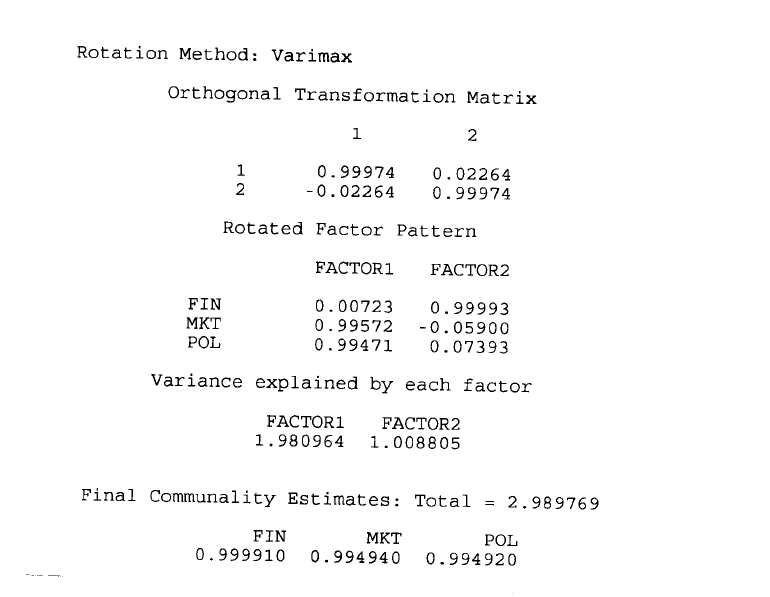 Rotation Method: Varimax
Orthogonal Transformation Matrix
1 2
1 0.99974 0.02264
2 -0.02264 0.99974
Rotated Factor Pattern
FACTOR1 FACTOR2
FIN 0.00723 0.99993
MKT 0.99572 -0.05900
POL 0.99471 0.07393
Variance explained by each factor
FACTOR1 FACTOR2
1.980964 1.008805
Final Communality Estimates: Total = 2.989769
FIN MKT POL
0.999910 0.994940 0.994920